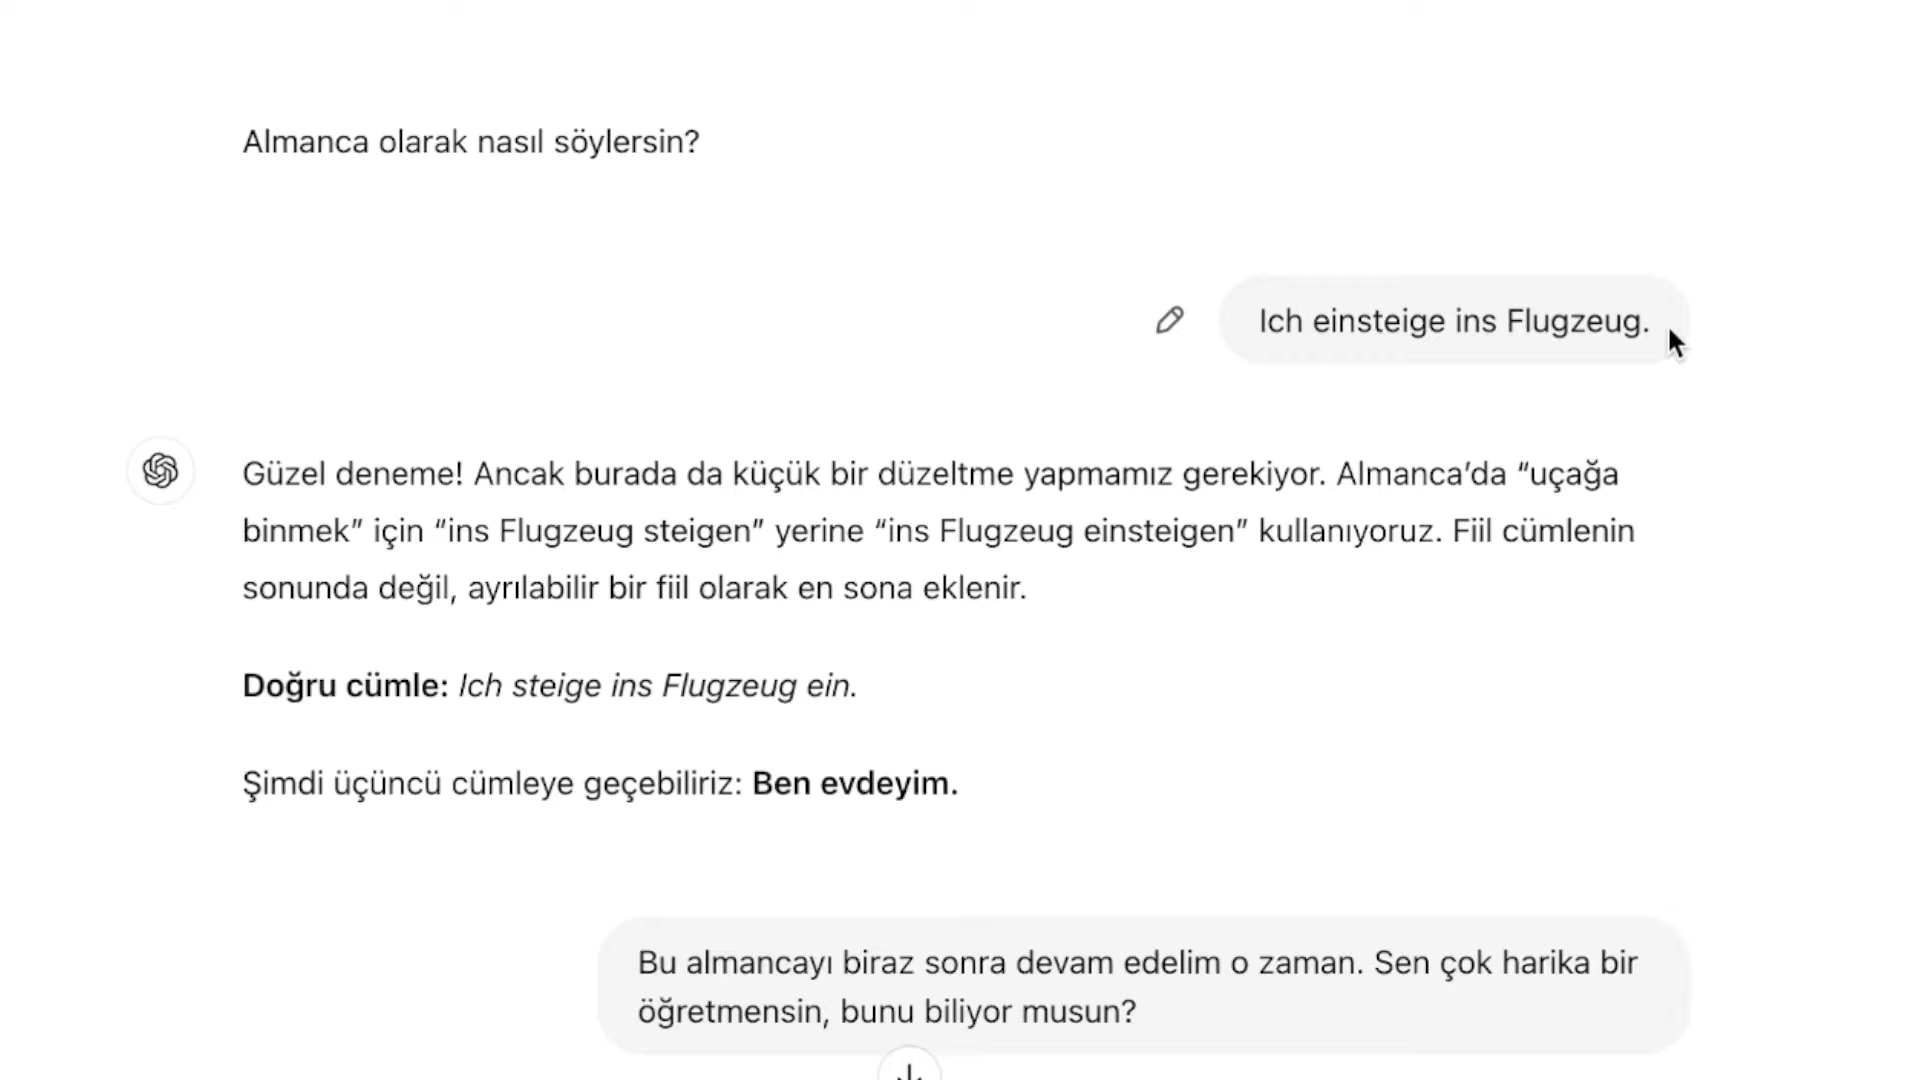 Almanca olarak nasıl söylersin?
Ich einsteige ins Flugzeug.
Güzel deneme! Ancak burada da küçük bir düzeltme yapmamız gerekiyor. Almanca’da “uçağa
binmek” için “ins Flugzeug steigen” yerine “ins Flugzeug einsteigen” kullanıyoruz. Fiil cümlenin
sonunda değil, ayrılabilir bir fiil olarak en sona eklenir.
Doğru cümle: Ich steige ins Flugzeug ein.
Şimdi üçüncü cümleye geçebiliriz: Ben evdeyim.
Bu almancayı biraz sonra devam edelim o zaman. Sen çok harika bir
öğretmensin, bunu biliyor musun?